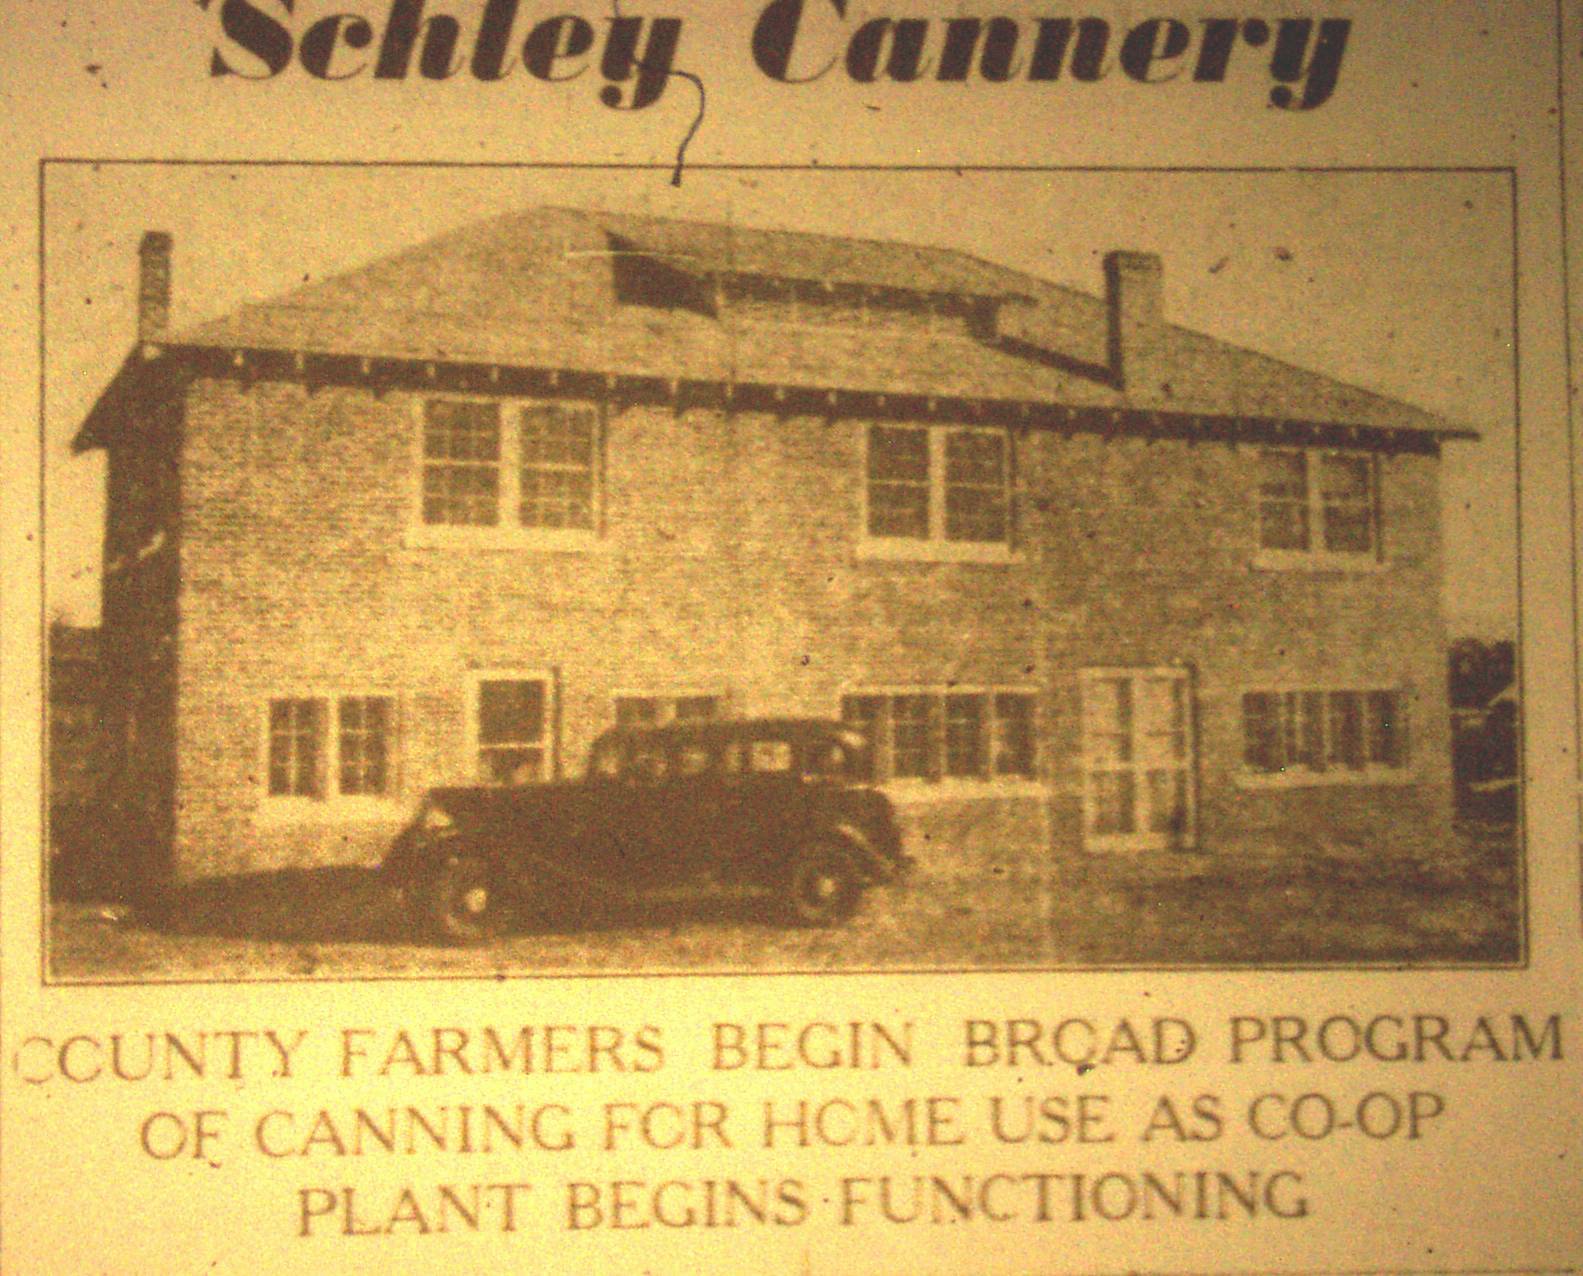 Schley Cannery
COUNTY FARMERS BEGIN BROAD PROGRAM
OF CANNING FOR HOME USE AS CO-OP
PLANT BEGINS FUNCTIONING